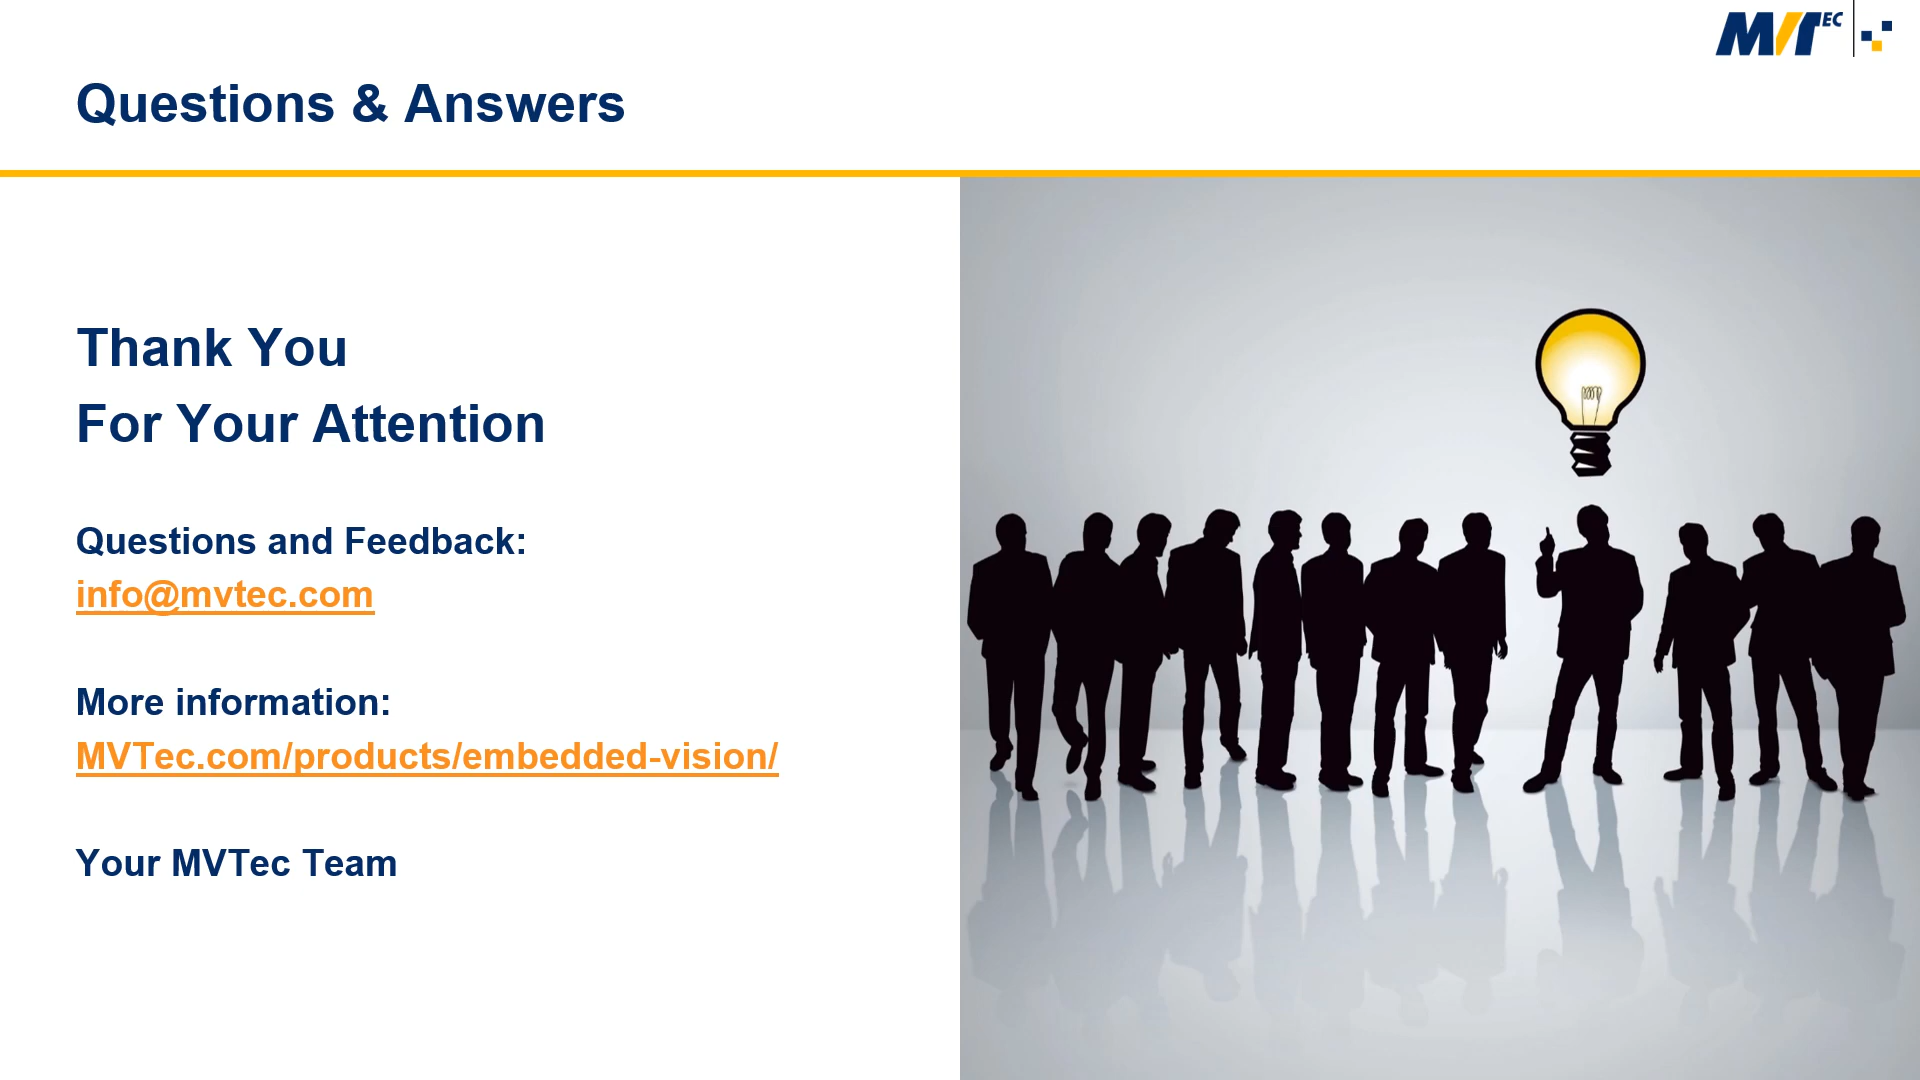 MVTEC
Questions & Answers
Thank You
For Your Attention
Questions and Feedback:
info@mvtec.com
More information:
MVTec.com/products/embedded-vision/
Your MVTec Team